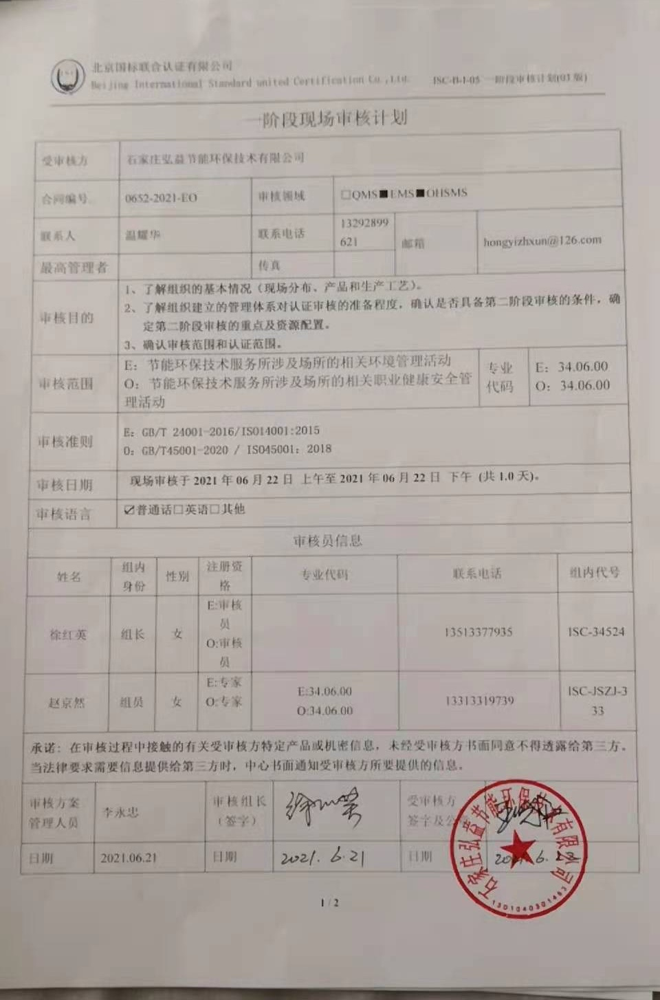 北京国标联合认证有限公司
Beijing International Standard united Certification Co.,Ltd.
ISC-B-I-05 一阶段审核计划(03版)
一阶段现场审核计划
受审核方 石家庄弘益节能环保技术有限公司
合同编号 0652-2021-EO 审核领域 □QMS■EMS■OHSMS
联系人 温耀华 联系电话 13292899
621 邮箱 hongyizhxun@126.com
最高管理者 传真
审核目的
1、了解组织的基本情况（现场分布、产品和生产工艺）。
2、了解组织建立的管理体系对认证审核的准备程度，确认是否具备第二阶段审核的条件，确
定第二阶段审核的重点及资源配置。
3、确认审核范围和认证范围。
审核范围
E：节能环保技术服务所涉及场所的相关环境管理活动
O：节能环保技术服务所涉及场所的相关职业健康安全管
理活动
专业
代码
E：34.06.00
O：34.06.00
审核准则
E：GB/T 24001-2016/ISO14001:2015
O：GB/T45001-2020 / ISO45001：2018
审核日期 现场审核于 2021 年 06 月 22 日 上午至 2021 年 06 月 22 日 下午 (共 1.0 天)。
审核语言 ☑普通话□英语□其他
审核员信息
姓名 组内
身份 性别 注册资
格 专业代码 联系电话 组内代号
徐红英 组长 女 E:审核
员
O:审核
员 13513377935 ISC-34524
赵京然 组员 女 E:专家
O:专家 E:34.06.00
O:34.06.00 13313319739 ISC-JSZJ-3
33
承诺：在审核过程中接触的有关受审核方特定产品或机密信息，未经受审核方书面同意不得透露给第三方。
当法律要求需要信息提供给第三方时，中心书面通知受审核方所要提供的信息。
审核方案
管理人员 李永忠 审核组长
（签字） 受审核方
签字及公
日期 2021.06.21 日期 2021.6.21 日期
石家庄弘益节能环保技术有限公司
1301040301463
1 / 2